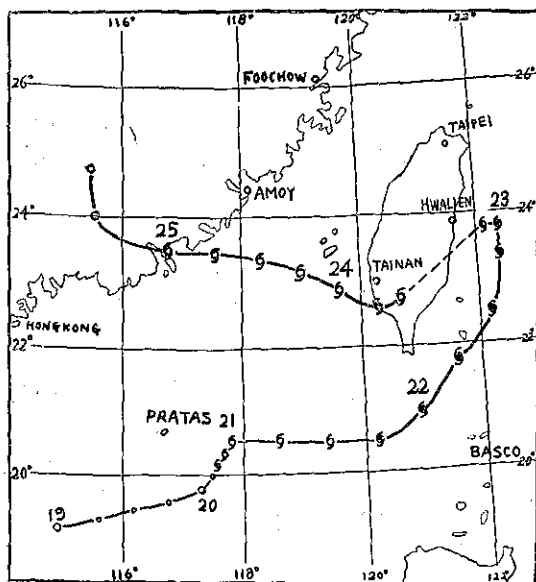 116°
118°
120°
122°
26°
FOOCHOW
26°
TAIPEI
AMOY
HWALIEN
23
24°
25
24°
24
TAINAN
HONGKONG
22°
22°
22
PRATAS
21
BASCO
20°
20°
19
20
116°
118°
120°
122°